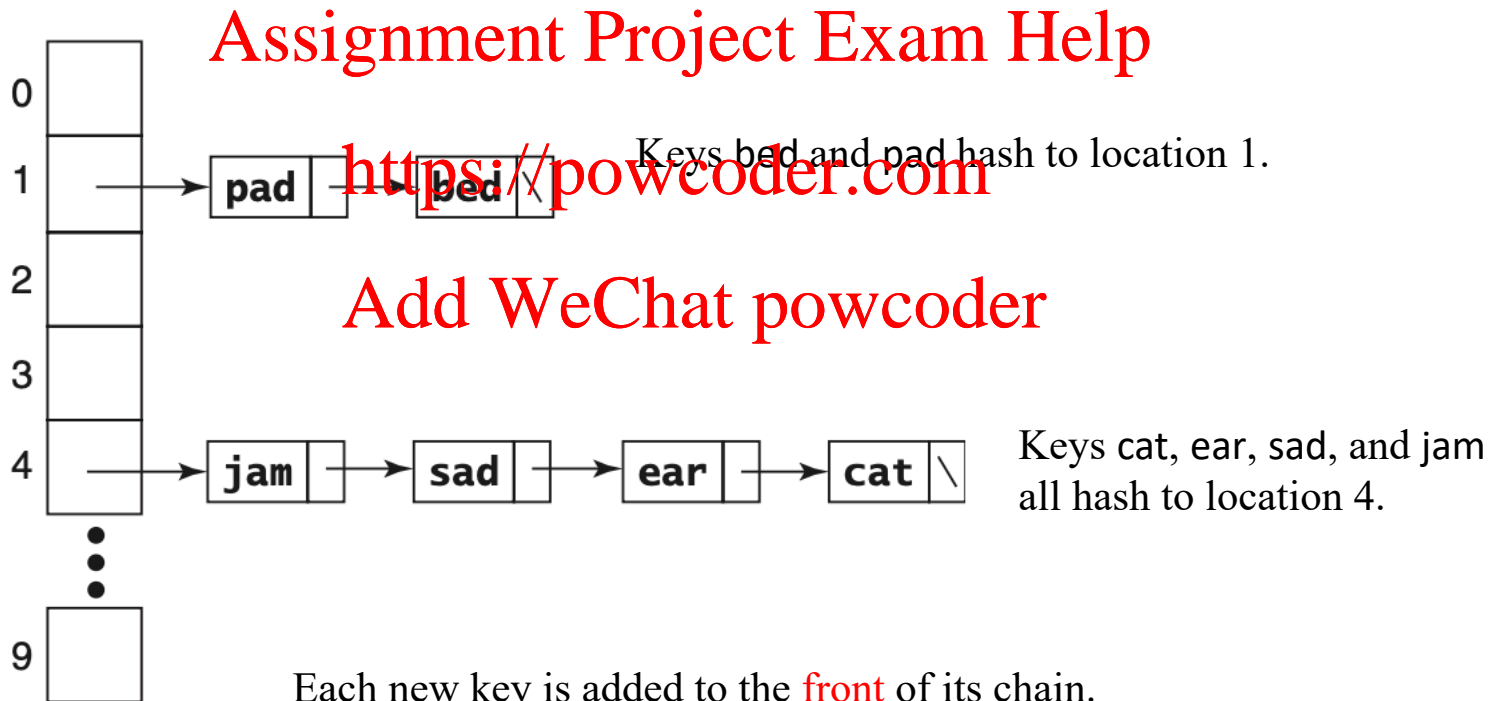 Assignment Project Exam Help
0
Keys bed and pad hash to location 1.
https://powcoder.com
1
pad
bed
2
Add WeChat powcoder
3
4
jam
sad
ear
cat
Keys cat, ear, sad, and jam
all hash to location 4.
9
Each new key is added to the front of its chain.